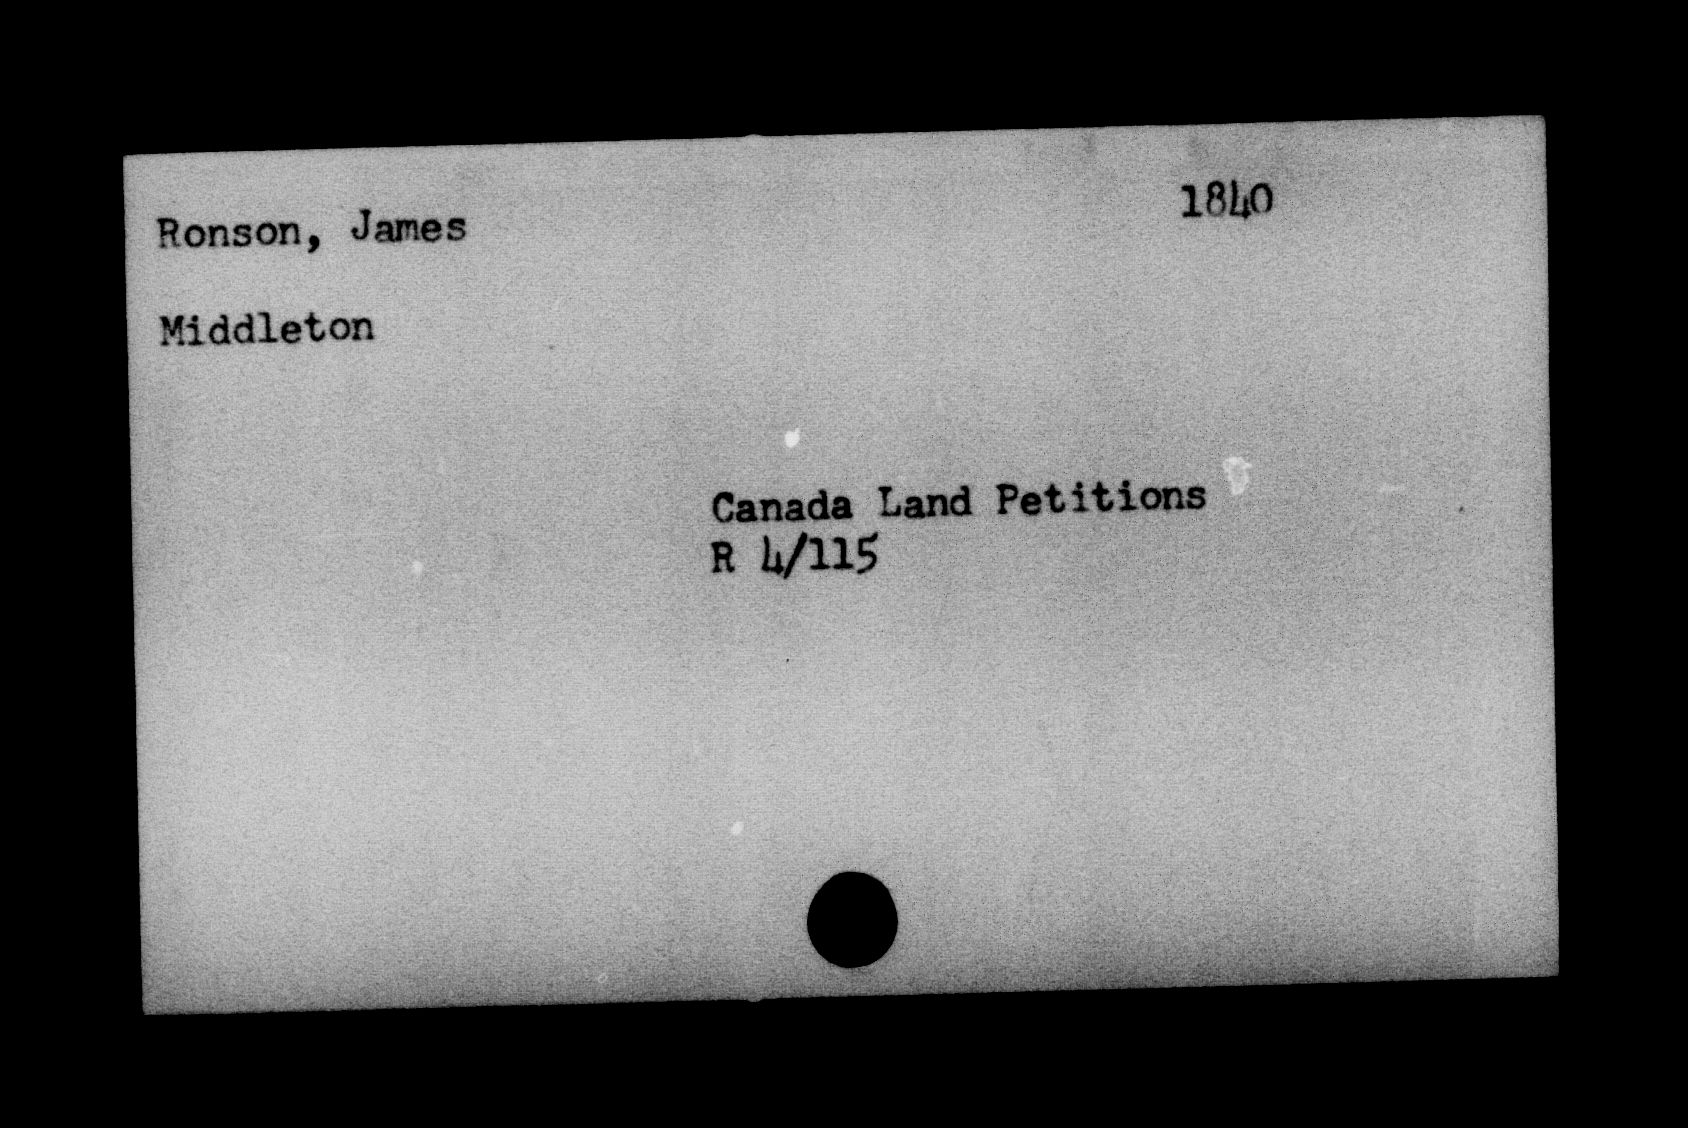 Ronson, James 1840
Middleton
Canada Land Petitions
R 4/115